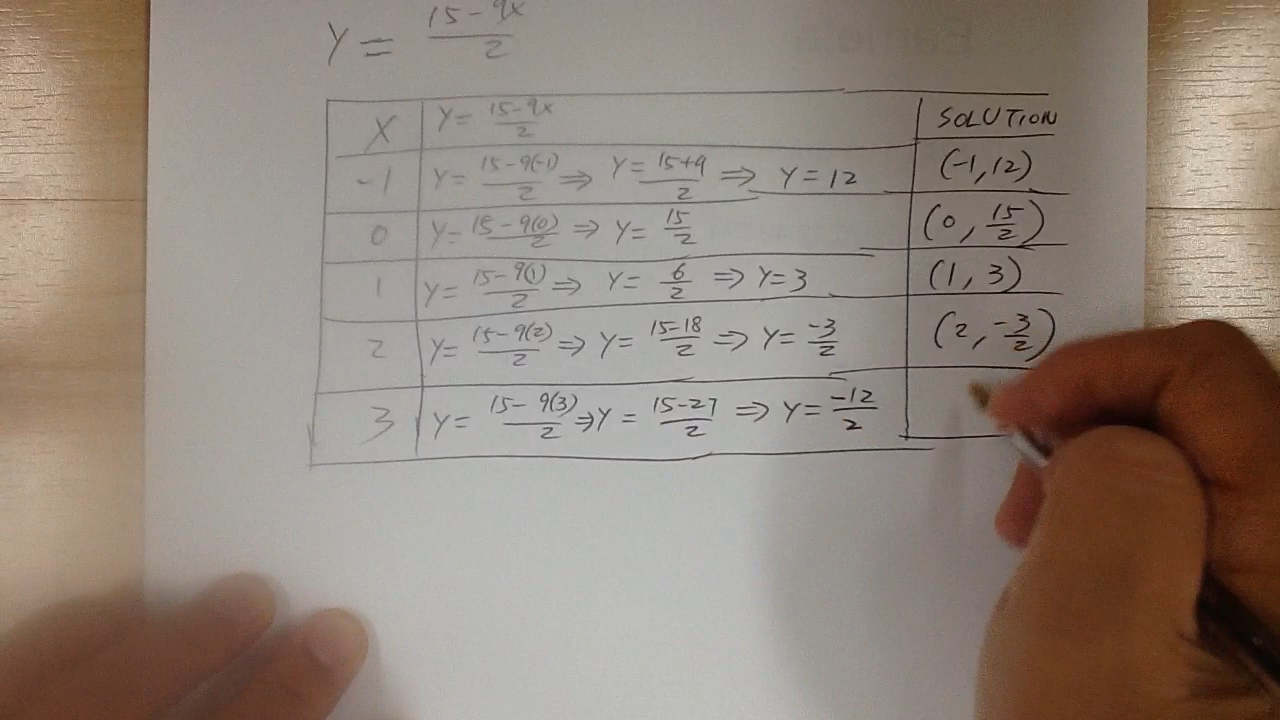 Y = 15-9x/2
X Y = 15-9x/2 SOLUTION
-1 Y = 15-9(-1)/2 ⇒ Y = 15+9/2 ⇒ Y = 12 (-1, 12)
0 Y = 15-9(0)/2 ⇒ Y = 15/2 (0, 15/2)
1 Y = 15-9(1)/2 ⇒ Y = 6/2 ⇒ Y = 3 (1, 3)
2 Y = 15-9(2)/2 ⇒ Y = 15-18/2 ⇒ Y = -3/2 (2, -3/2)
3 Y = 15-9(3)/2 ⇒ Y = 15-27/2 ⇒ Y = -12/2